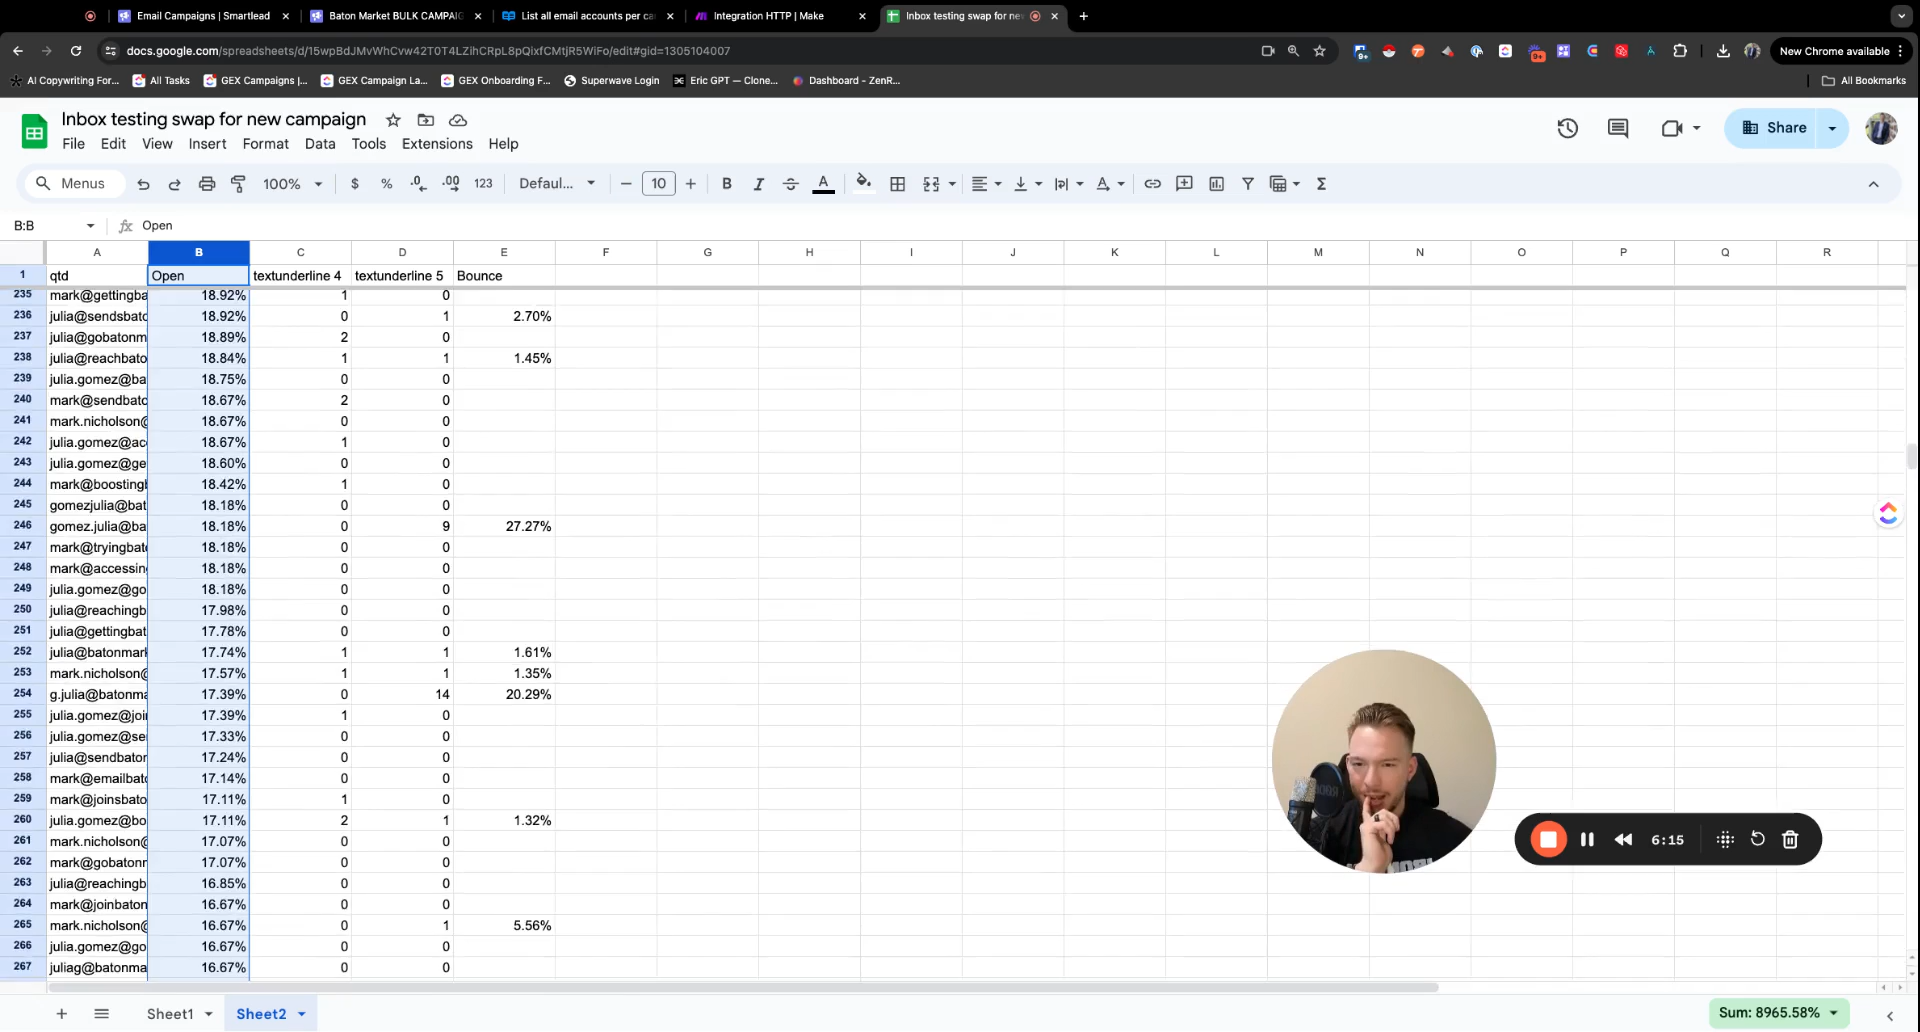 Email Campaigns | Smartlead
Baton Market BULK CAMPAIG
List all email accounts per ca
Integration HTTP | Make
Inbox testing swap for new
docs.google.com/spreadsheets/d/15wpBdJMvWhCvw42T0T4LZihCRpL8pQixfCMtjR5WiFo/edit#gid=1305104007
New Chrome available
AI Copywriting For...
All Tasks
GEX Campaigns |...
GEX Campaign La...
GEX Onboarding F...
Superwave Login
Eric GPT — Clone...
Dashboard - ZenR...
All Bookmarks
Inbox testing swap for new campaign
File Edit View Insert Format Data Tools Extensions Help
Share
Menus 100% $ % .0 .00 123 Defaul... 10 B I A
B:B fx Open
A B C D E F G H I J K L M N O P Q R
1 qtd Open textunderline 4 textunderline 5 Bounce
235 mark@gettingba 18.92% 1 0
236 julia@sendsbato 18.92% 0 1 2.70%
237 julia@gobatonm 18.89% 2 0
238 julia@reachbato 18.84% 1 1 1.45%
239 julia.gomez@ba 18.75% 0 0
240 mark@sendbato 18.67% 2 0
241 mark.nicholson@ 18.67% 0 0
242 julia.gomez@acc 18.67% 1 0
243 julia.gomez@ge 18.60% 0 0
244 mark@boostingb 18.42% 1 0
245 gomezjulia@bat 18.18% 0 0
246 gomez.julia@ba 18.18% 0 9 27.27%
247 mark@tryingbato 18.18% 0 0
248 mark@accessin 18.18% 0 0
249 julia.gomez@go 18.18% 0 0
250 julia@reachingb 17.98% 0 0
251 julia@gettingbat 17.78% 0 0
252 julia@batonmar 17.74% 1 1 1.61%
253 mark.nicholson@ 17.57% 1 1 1.35%
254 g.julia@batonma 17.39% 0 14 20.29%
255 julia.gomez@joi 17.39% 1 0
256 julia.gomez@se 17.33% 0 0
257 julia@sendbaton 17.24% 0 0
258 mark@emailbato 17.14% 0 0
259 mark@joinsbato 17.11% 1 0
260 julia.gomez@bo 17.11% 2 1 1.32%
261 mark.nicholson@ 17.07% 0 0
262 mark@gobatonm 17.07% 0 0
263 julia@reachingb 16.85% 0 0
264 mark@joinbaton 16.67% 0 0
265 mark.nicholson@ 16.67% 0 1 5.56%
266 julia.gomez@go 16.67% 0 0
267 juliag@batonma 16.67% 0 0
6:15
Sheet1
Sheet2
Sum: 8965.58%